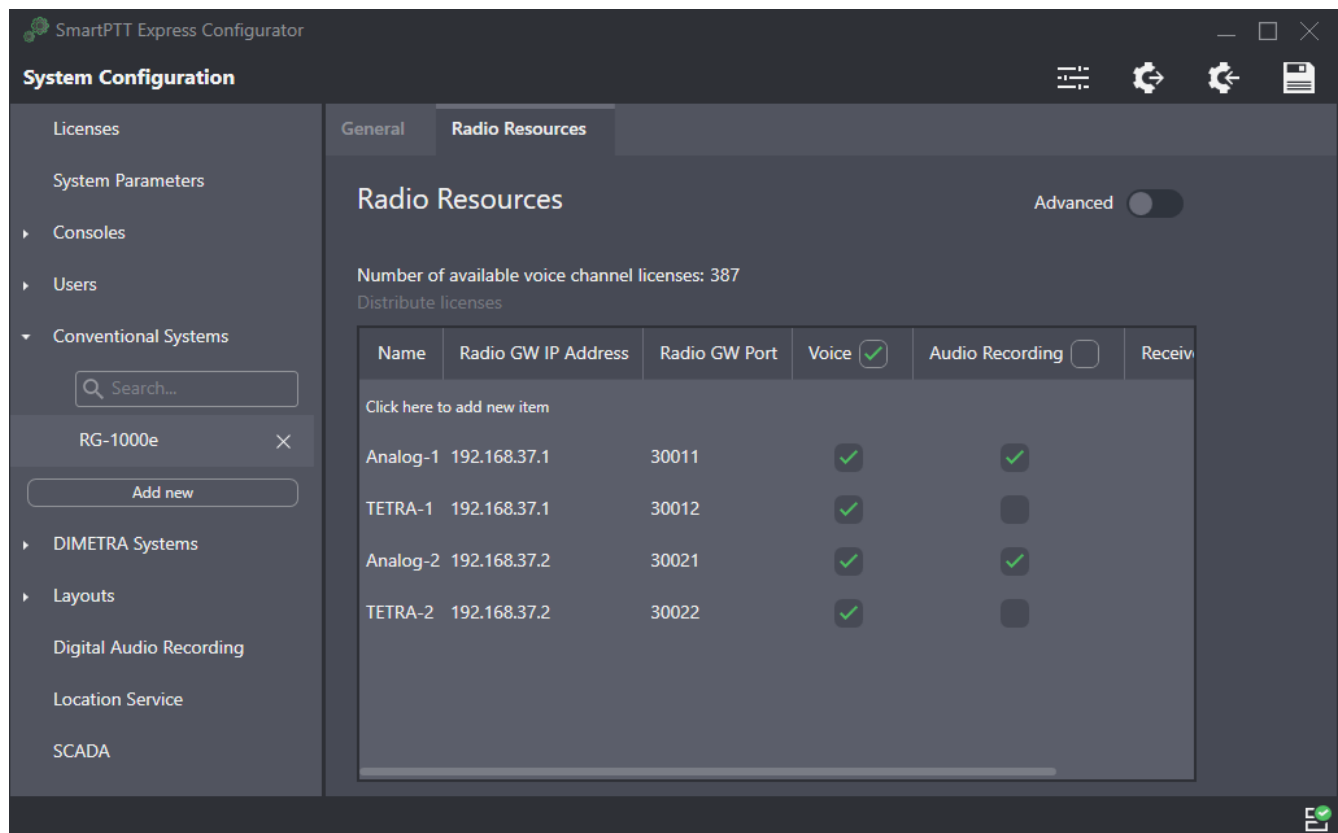 SmartPTT Express Configurator
System Configuration
Licenses
System Parameters
Consoles
Users
Conventional Systems
Search...
RG-1000e
Add new
DIMETRA Systems
Layouts
Digital Audio Recording
Location Service
SCADA
General Radio Resources
Radio Resources
Advanced
Number of available voice channel licenses: 387
Distribute licenses
Name Radio GW IP Address Radio GW Port Voice Audio Recording
Click here to add new item
Analog-1 192.168.37.1 30011
TETRA-1 192.168.37.1 30012
Analog-2 192.168.37.2 30021
TETRA-2 192.168.37.2 30022